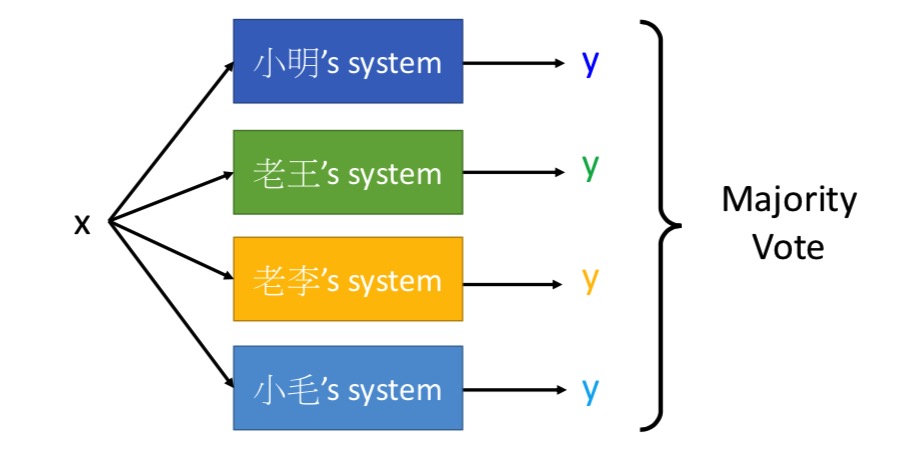 小明’s system
y
老王’s system
y
x
老李’s system
y
小毛’s system
y
Majority
Vote